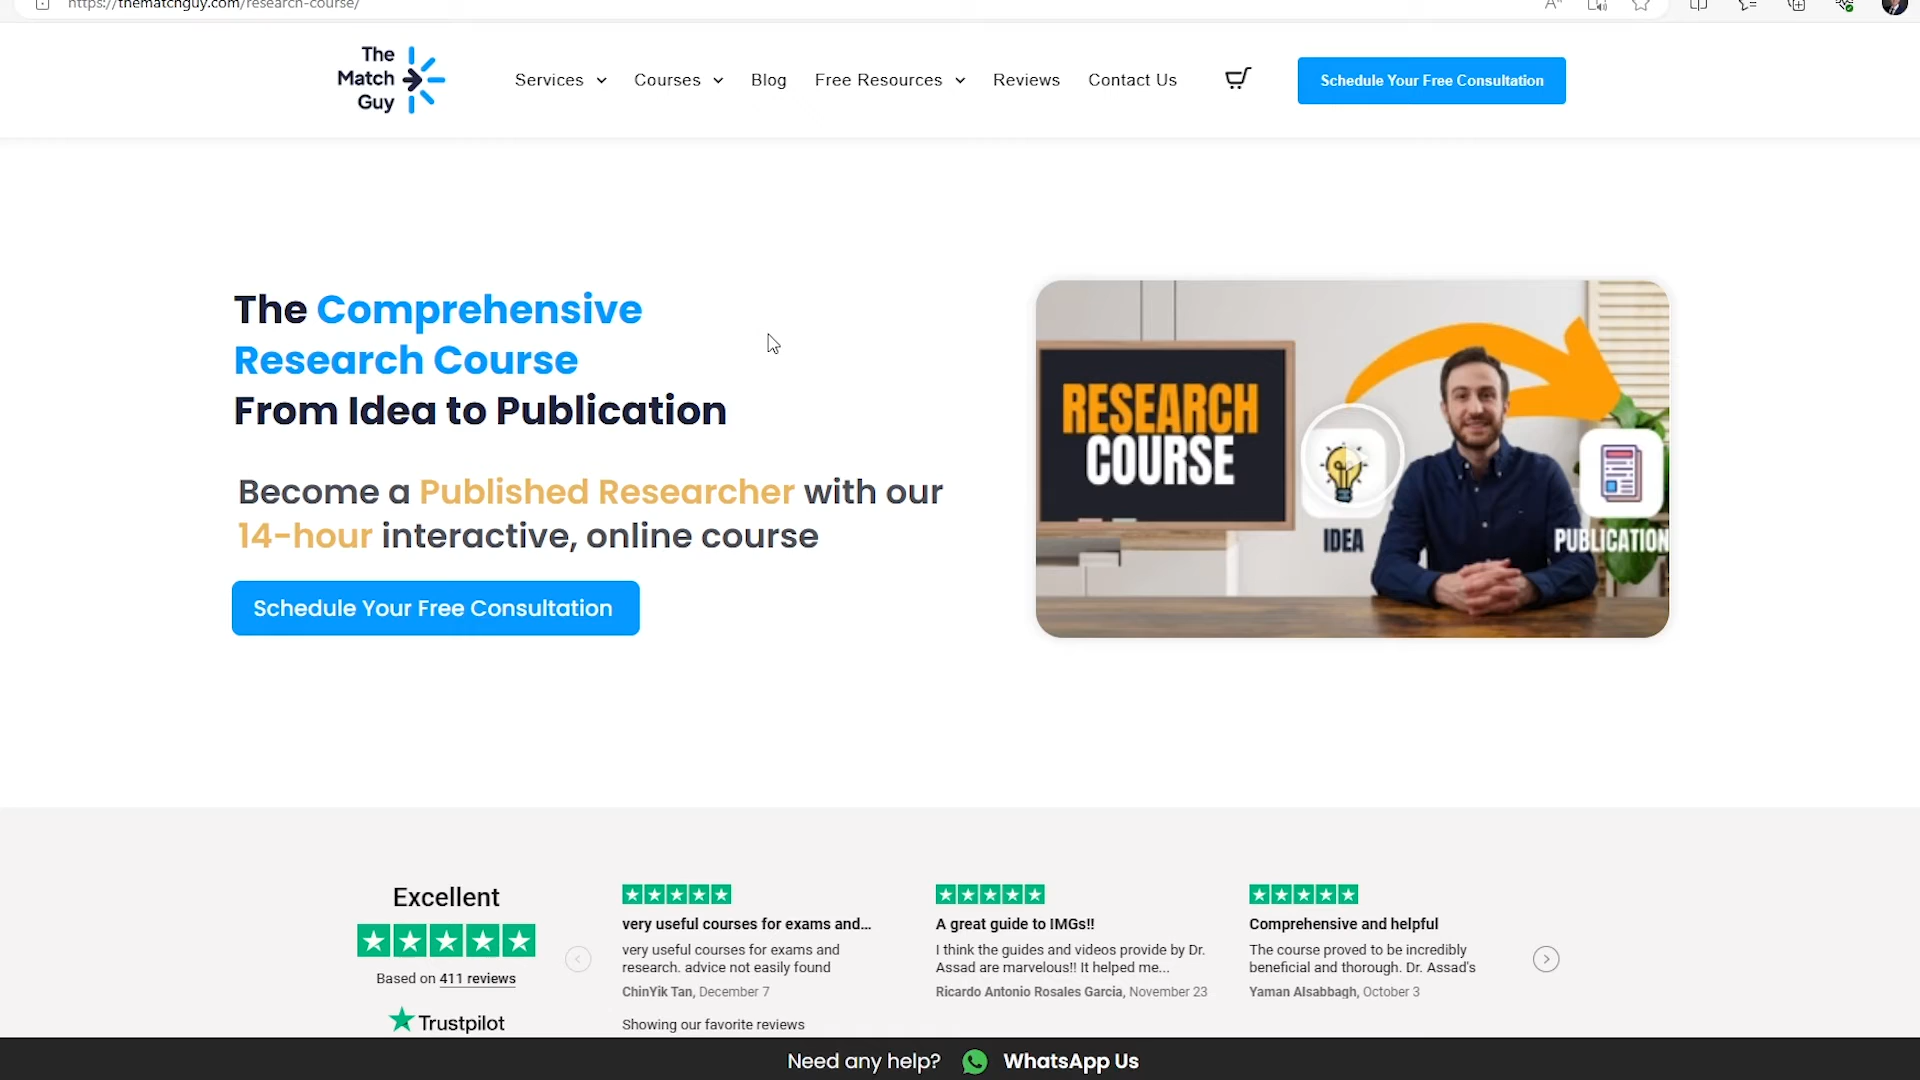 https://thematchguy.com/research-course/
The
Match
Guy
Services
Courses
Blog
Free Resources
Reviews
Contact Us
Schedule Your Free Consultation
The Comprehensive
Research Course
From Idea to Publication
Become a Published Researcher with our
14-hour interactive, online course
Schedule Your Free Consultation
RESEARCH
COURSE
IDEA
PUBLICATION
Excellent
Based on 411 reviews
Trustpilot
very useful courses for exams and...
very useful courses for exams and
research. advice not easily found
ChinYik Tan, December 7
A great guide to IMGs!!
I think the guides and videos provide by Dr.
Assad are marvelous!! It helped me...
Ricardo Antonio Rosales Garcia, November 23
Comprehensive and helpful
The course proved to be incredibly
beneficial and thorough. Dr. Assad's
Yaman Alsabbagh, October 3
Showing our favorite reviews
Need any help?
WhatsApp Us